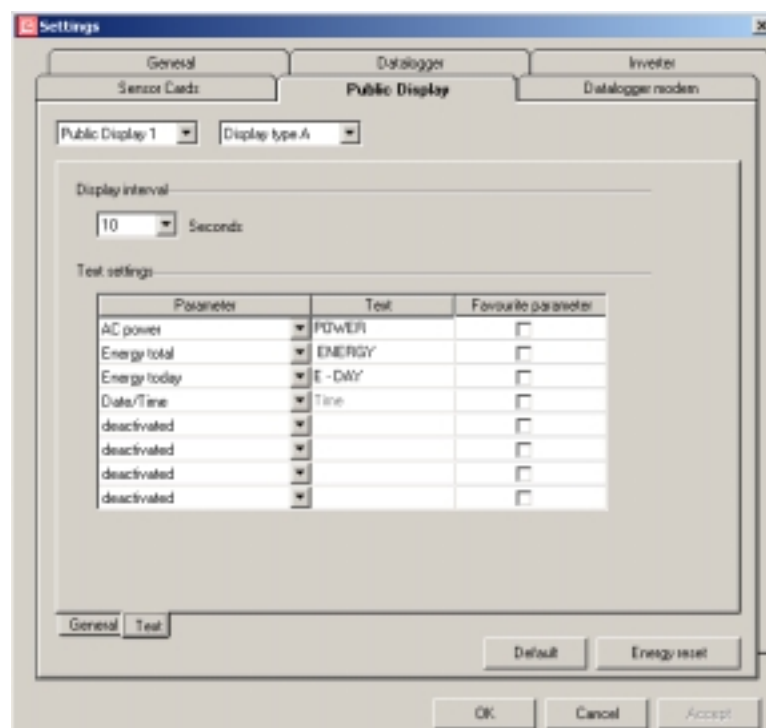 Settings
General Datalogger Inverter
Sensor Cards Public Display Datalogger modem
Public Display 1 Display type A
Display interval
10 Seconds
Text settings
Parameter Text Favourite parameter
AC power POWER
Energy total ENERGY
Energy today E - DAY
Date/Time Time
deactivated
deactivated
deactivated
deactivated
General Text
Default Energy reset
OK Cancel Accept